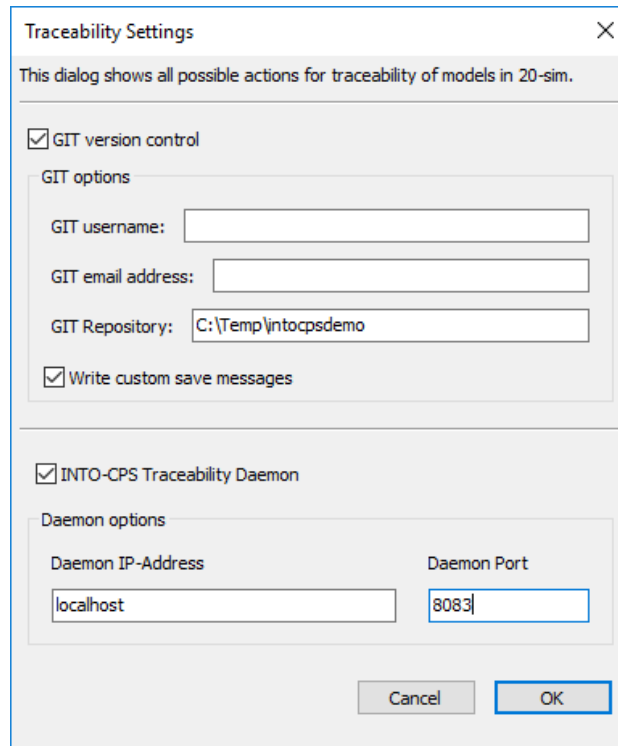 Traceability Settings
This dialog shows all possible actions for traceability of models in 20-sim.
GIT version control
GIT options
GIT username:
GIT email address:
GIT Repository: C:\Temp\intocpsdemo
Write custom save messages
INTO-CPS Traceability Daemon
Daemon options
Daemon IP-Address Daemon Port
localhost 8083
Cancel OK